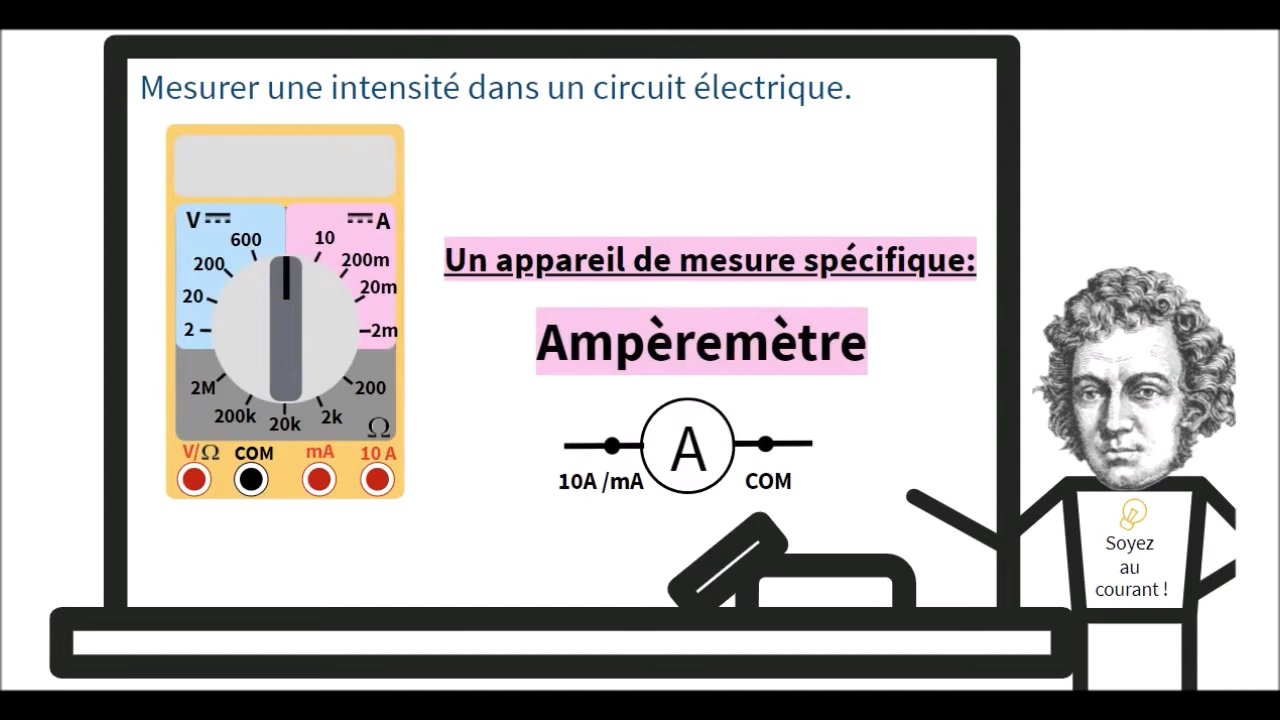 Mesurer une intensité dans un circuit électrique.
V A
600 10
200 200m
20 20m
2 2m
2M 200
200k 20k 2k Ω
V/Ω COM mA 10 A
Un appareil de mesure spécifique:
Ampèremètre
A
10A /mA COM
Soyez
au
courant !